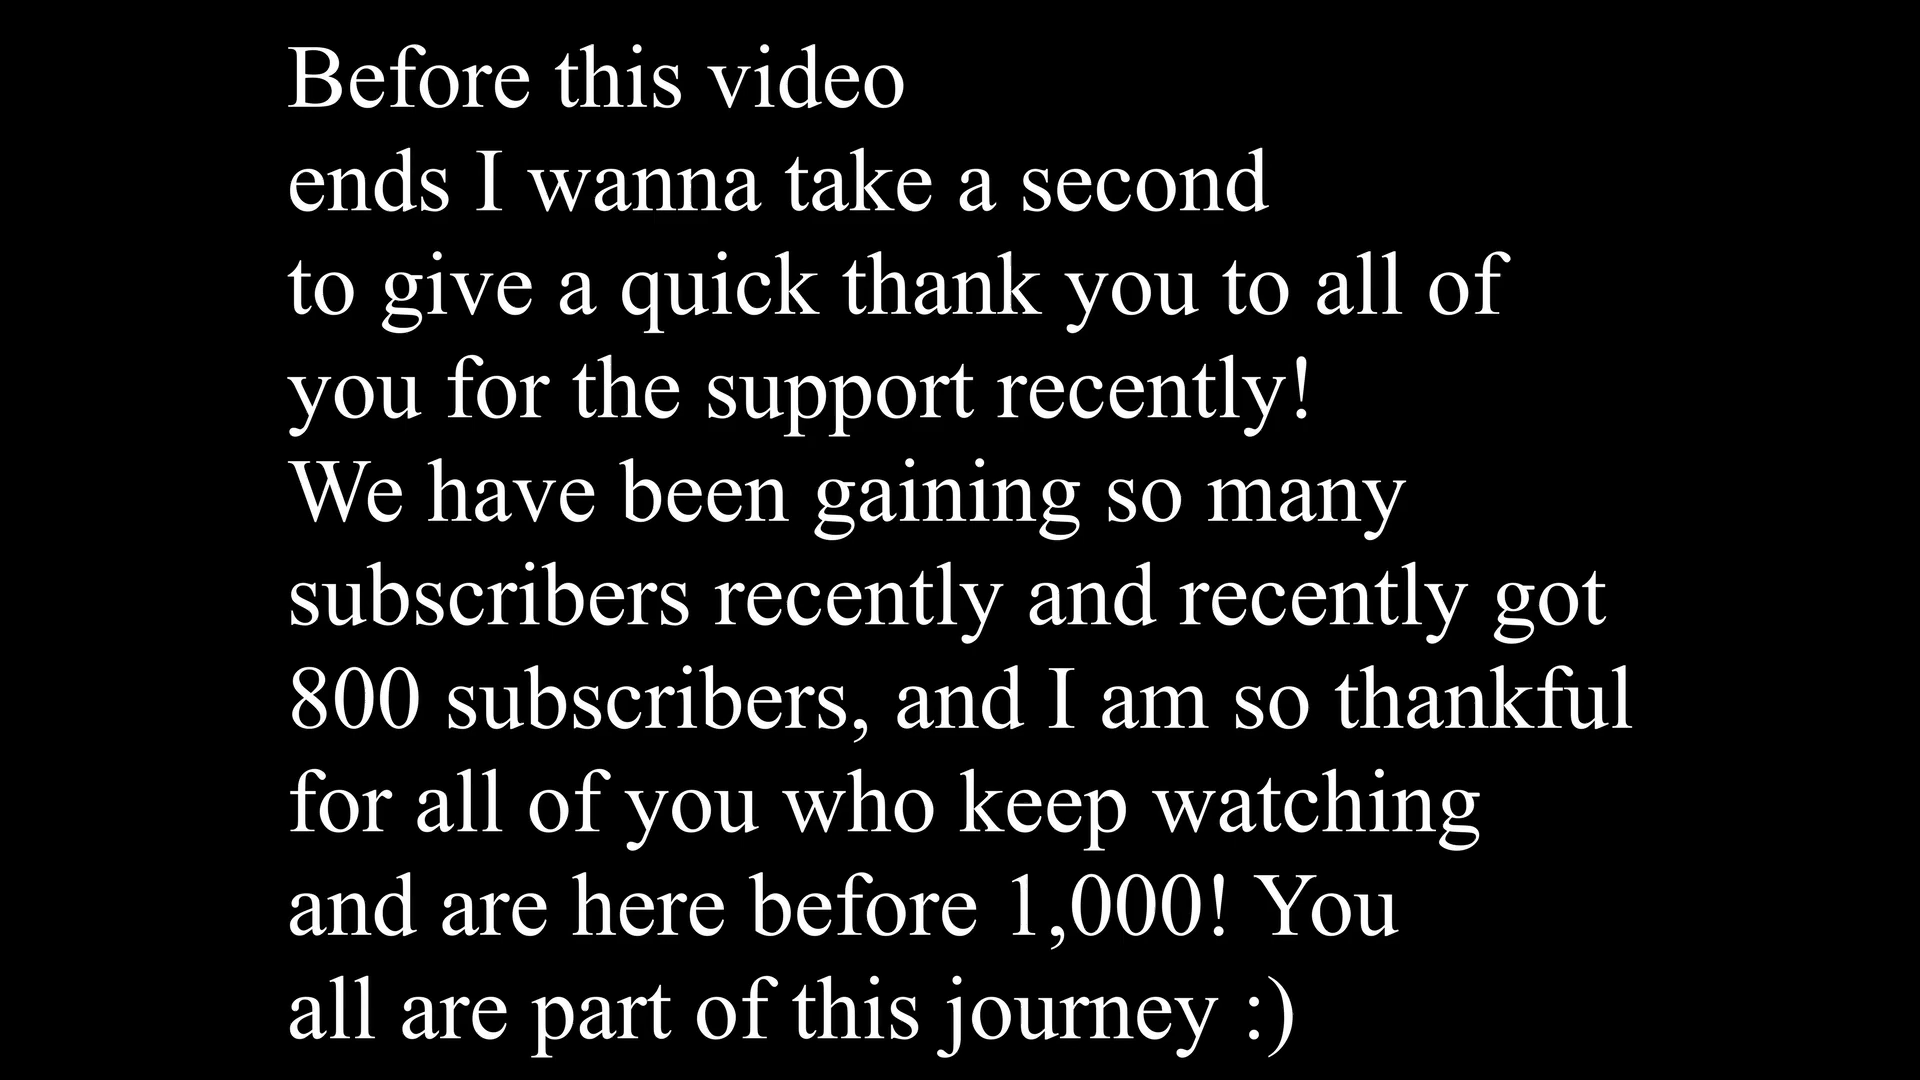 Before this video
ends I wanna take a second
to give a quick thank you to all of
you for the support recently!
We have been gaining so many
subscribers recently and recently got
800 subscribers, and I am so thankful
for all of you who keep watching
and are here before 1,000! You
all are part of this journey :)